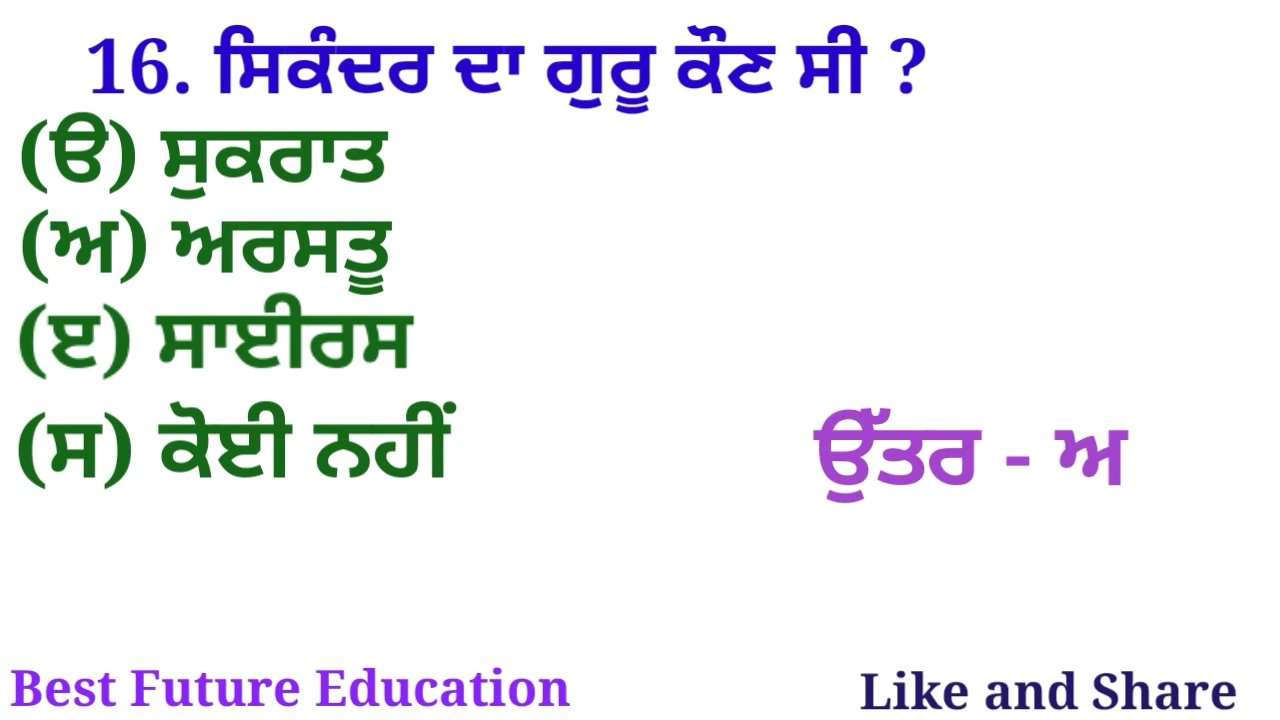 16. ਸਿਕੰਦਰ ਦਾ ਗੁਰੂ ਕੌਣ ਸੀ ?
(ੳ) ਸੁਕਰਾਤ
(ਅ) ਅਰਸਤੂ
(ੲ) ਸਾਈਰਸ
(ਸ) ਕੋਈ ਨਹੀਂ
ਉੱਤਰ - ਅ
Best Future Education
Like and Share